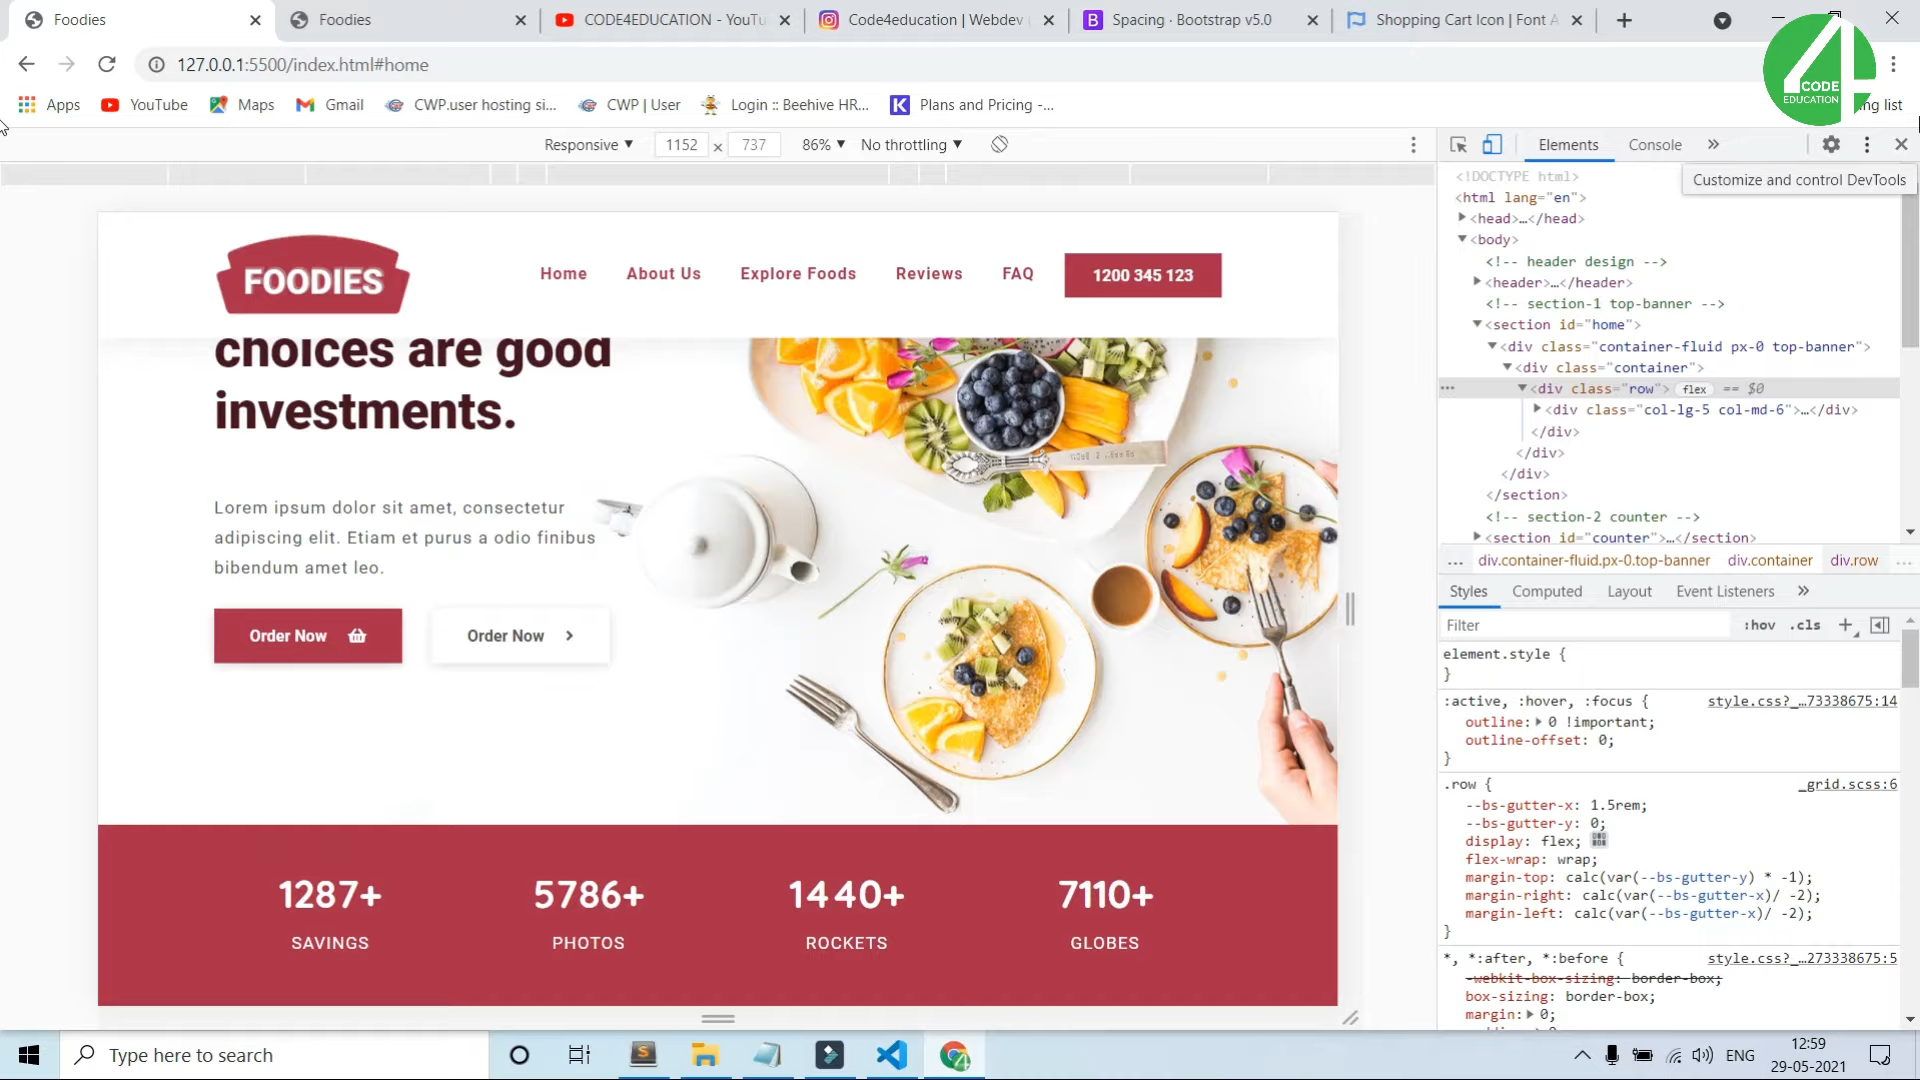 Foodies
Foodies
CODE4EDUCATION - YouTu
Code4education | Webdev
Spacing · Bootstrap v5.0
Shopping Cart Icon | Font A
127.0.0.1:5500/index.html#home
Apps
YouTube
Maps
Gmail
CWP.user hosting si...
CWP | User
Login :: Beehive HR...
Plans and Pricing -...
ng list
4
CODE
EDUCATION
Responsive
1152 x 737
86%
No throttling
Elements
Console
Customize and control DevTools
FOODIES
Home
About Us
Explore Foods
Reviews
FAQ
1200 345 123
choices are good
investments.
Lorem ipsum dolor sit amet, consectetur
adipiscing elit. Etiam et purus a odio finibus
bibendum amet leo.
Order Now
Order Now
1287+
5786+
1440+
7110+
SAVINGS
PHOTOS
ROCKETS
GLOBES
<!DOCTYPE html>
<html lang="en">
<head>…</head>
<body>
<!-- header design -->
<header>…</header>
<!-- section-1 top-banner -->
<section id="home">
<div class="container-fluid px-0 top-banner">
<div class="container">
<div class="row"> flex == $0
<div class="col-lg-5 col-md-6">…</div>
</div>
</div>
</div>
</section>
<!-- section-2 counter -->
<section id="counter">…</section>
... div.container-fluid.px-0.top-banner div.container div.row ...
Styles
Computed
Layout
Event Listeners
Filter
:hov .cls
element.style {
}
:active, :hover, :focus { style.css?_…73338675:14
outline: 0 !important;
outline-offset: 0;
}
.row { _grid.scss:6
--bs-gutter-x: 1.5rem;
--bs-gutter-y: 0;
display: flex;
flex-wrap: wrap;
margin-top: calc(var(--bs-gutter-y) * -1);
margin-right: calc(var(--bs-gutter-x)/ -2);
margin-left: calc(var(--bs-gutter-x)/ -2);
}
*, *:after, *:before { style.css?_…273338675:5
-webkit-box-sizing: border-box;
box-sizing: border-box;
margin: 0;
Type here to search
ENG
12:59
29-05-2021